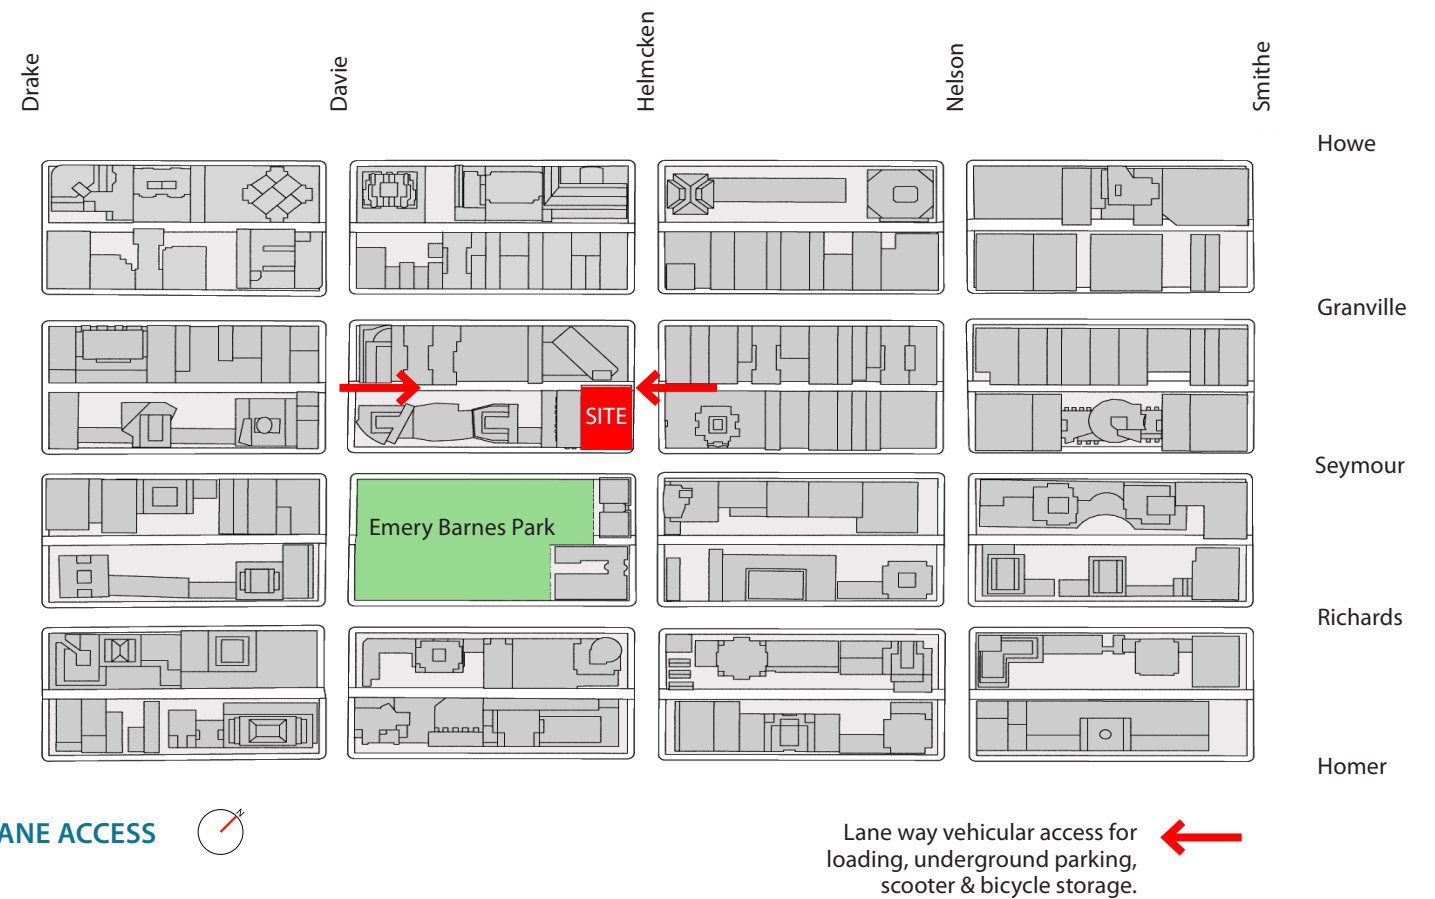 Drake
Davie
Helmcken
Nelson
Smithe
Howe
Granville
SITE
Seymour
Emery Barnes Park
Richards
Homer
ANE ACCESS
N
Lane way vehicular access for
loading, underground parking,
scooter & bicycle storage.